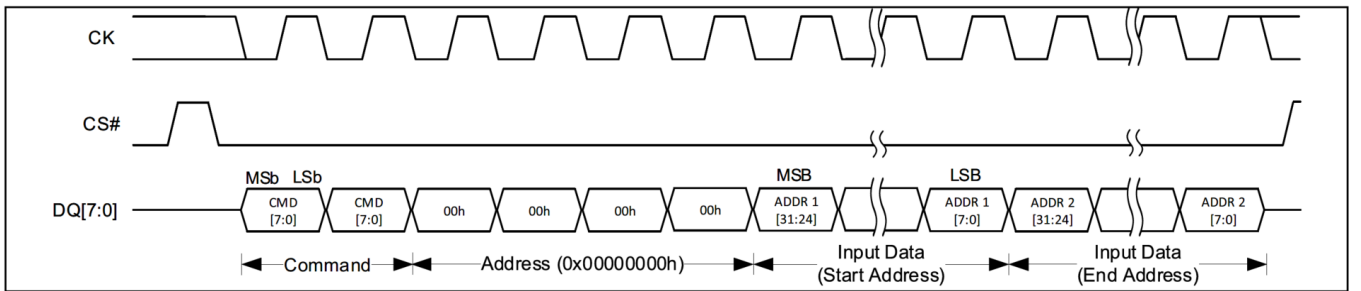 CK
CS#
MSb LSb MSB LSB
DQ[7:0] CMD [7:0] CMD [7:0] 00h 00h 00h 00h ADDR 1 [31:24] ADDR 1 [7:0] ADDR 2 [31:24] ADDR 2 [7:0]
Command Address (0x00000000h) Input Data (Start Address) Input Data (End Address)